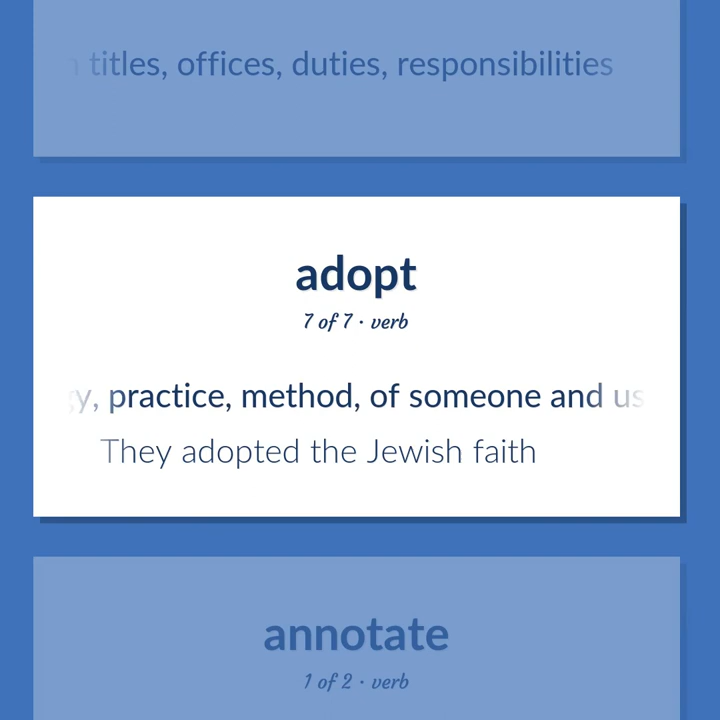 titles, offices, duties, responsibilities
adopt
7 of 7 · verb
practice, method, of someone and
They adopted the Jewish faith
annotate
1 of 2 · verb